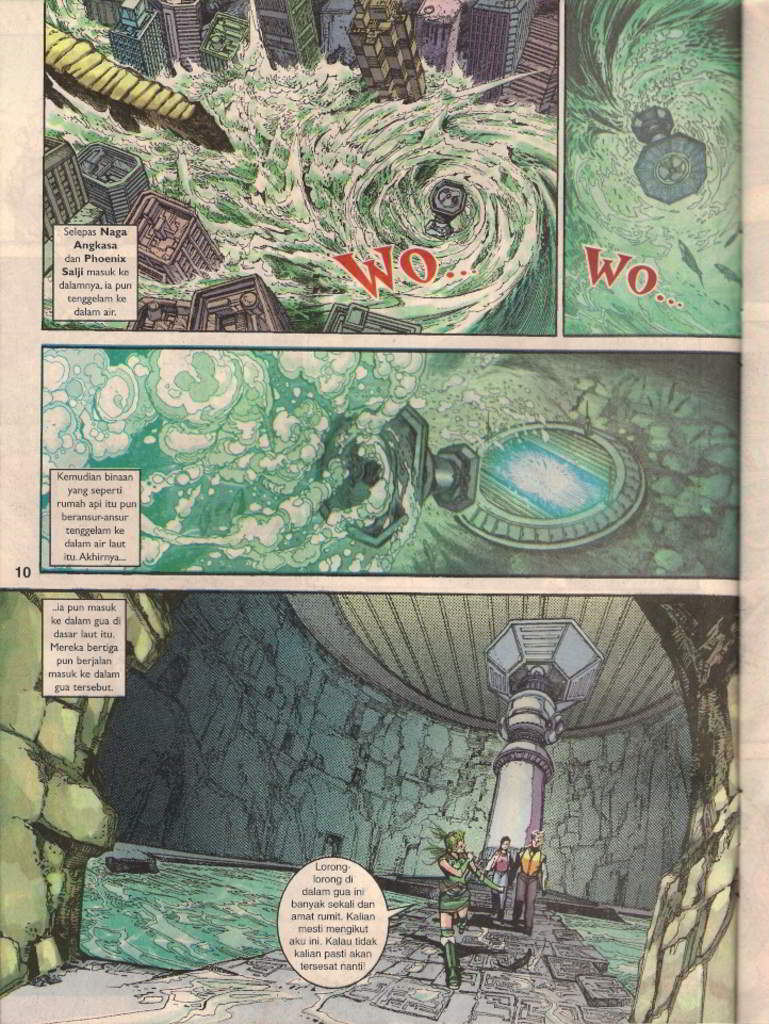 Selepas Naga
Angkasa
dan Phoenix
Salji masuk ke
dalamnya, ia pun
tenggelam ke
dalam air.
WO...
WO...
Kemudian binaan
yang seperti
rumah api itu pun
beransur-ansur
tenggelam ke
dalam air laut
itu. Akhirnya...
10
..ia pun masuk
ke dalam gua di
dasar laut itu.
Mereka bertiga
pun berjalan
masuk ke dalam
gua tersebut.
Lorong-
lorong di
dalam gua ini
banyak sekali dan
amat rumit. Kalian
mesti mengikut
aku ini. Kalau tidak
kalian pasti akan
tersesat nanti!